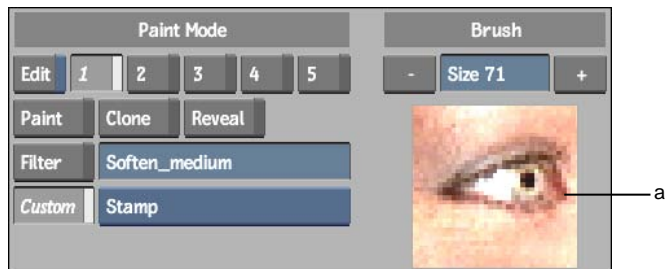 Paint Mode
Brush
Edit 1 2 3 4 5
- Size 71 +
Paint Clone Reveal
Filter Soften_medium
a
Custom Stamp